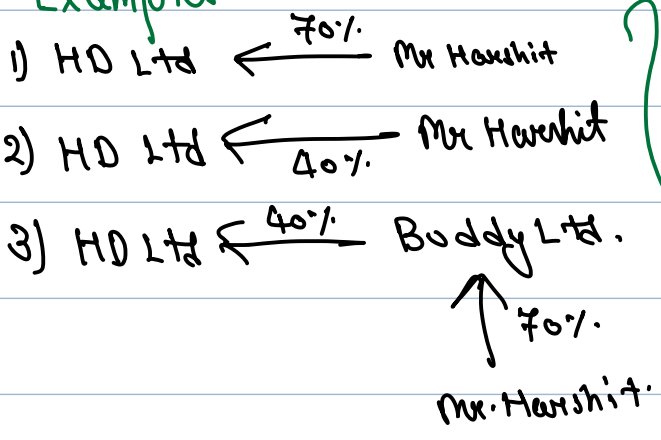 Example
1) HD Ltd ← 70% Mr Harshit
2) HD Ltd ← 40% Mr Harshit
3) HD Ltd ← 40% Buddy Ltd.
↑ 70%.
Mr. Harshit.